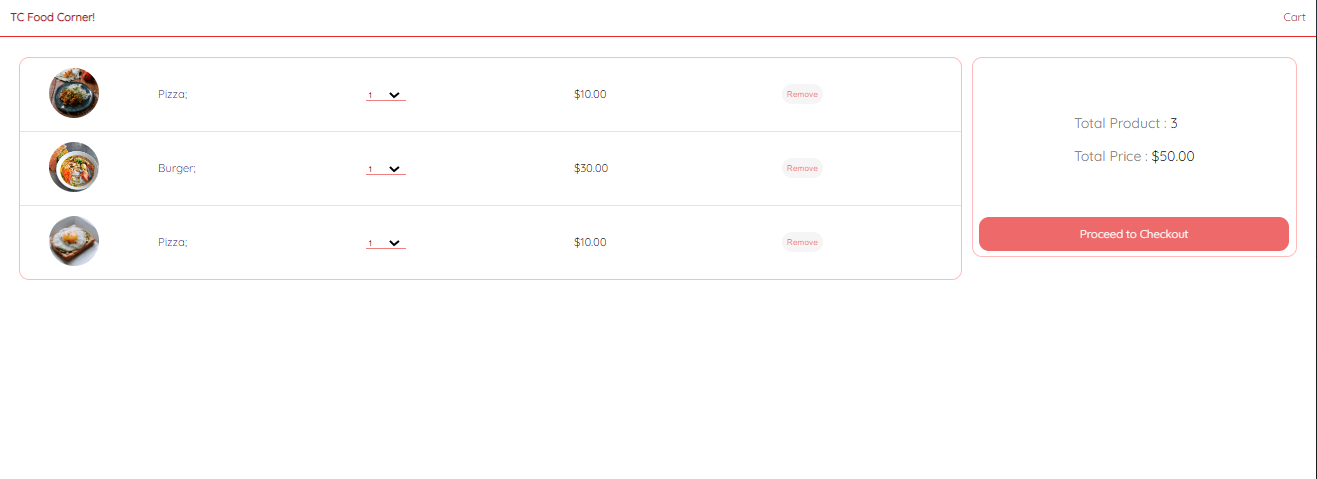 TC Food Corner! Cart
Pizza; 1 $10.00 Remove
Burger; 1 $30.00 Remove
Pizza; 1 $10.00 Remove
Total Product : 3
Total Price : $50.00
Proceed to Checkout